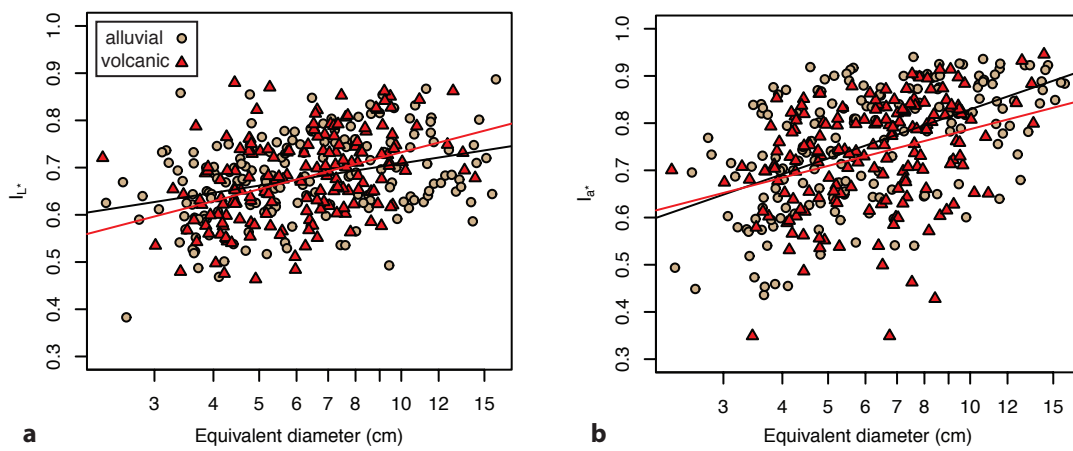 alluvial
volcanic
I_L*
1.0
0.9
0.8
0.7
0.6
0.5
0.4
0.3
3 4 5 6 7 8 10 12 15
Equivalent diameter (cm)
a
I_a*
1.0
0.9
0.8
0.7
0.6
0.5
0.4
0.3
3 4 5 6 7 8 10 12 15
Equivalent diameter (cm)
b